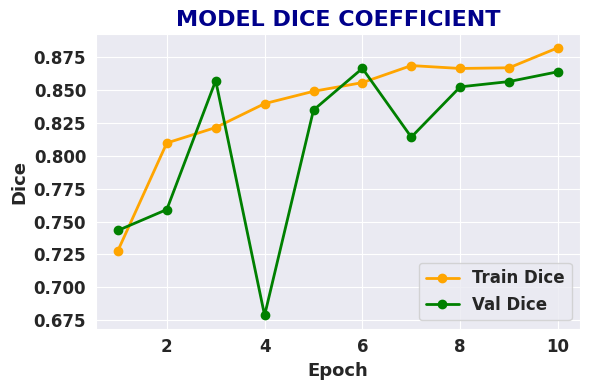 MODEL DICE COEFFICIENT
Dice
0.875
0.850
0.825
0.800
0.775
0.750
0.725
0.700
0.675
Train Dice
Val Dice
2 4 6 8 10
Epoch